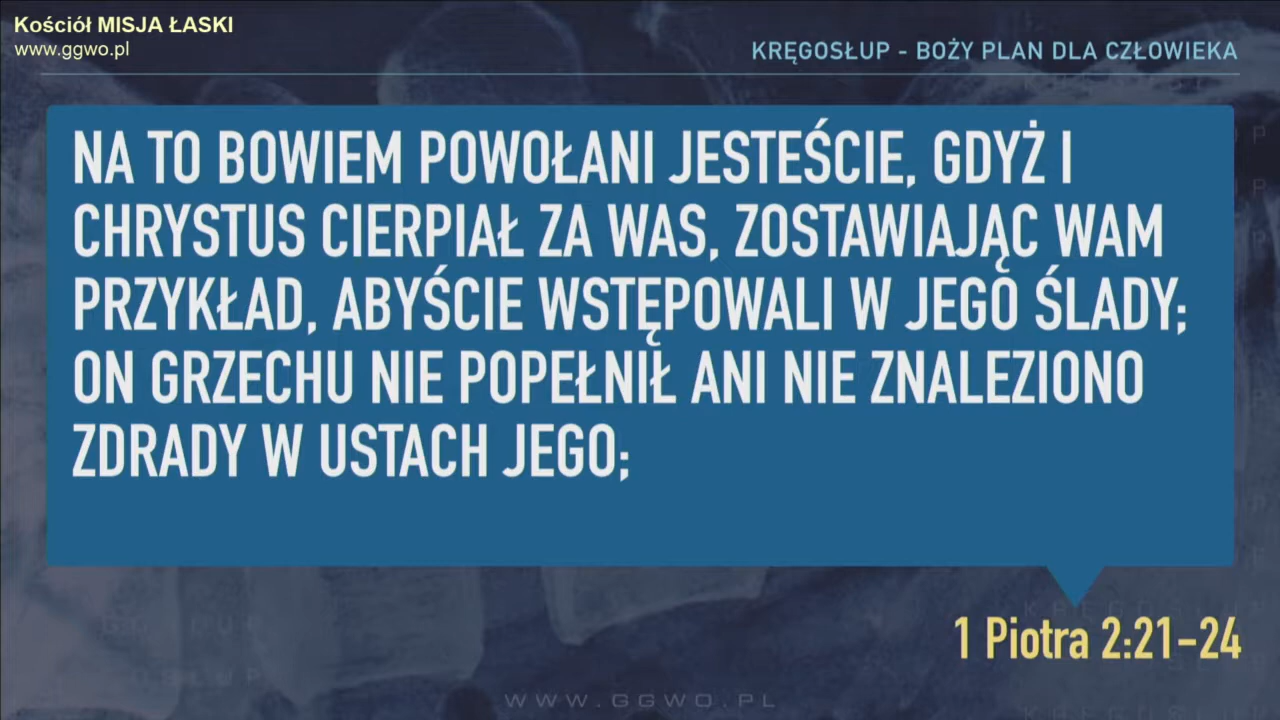 Kościół MISJA ŁASKI
www.ggwo.pl
KRĘGOSŁUP - BOŻY PLAN DLA CZŁOWIEKA
NA TO BOWIEM POWOŁANI JESTEŚCIE, GDYŻ I
CHRYSTUS CIERPIAŁ ZA WAS, ZOSTAWIAJĄC WAM
PRZYKŁAD, ABYŚCIE WSTĘPOWALI W JEGO ŚLADY;
ON GRZECHU NIE POPEŁNIŁ ANI NIE ZNALEZIONO
ZDRADY W USTACH JEGO;
1 Piotra 2:21-24
WWW.GGWO.PL